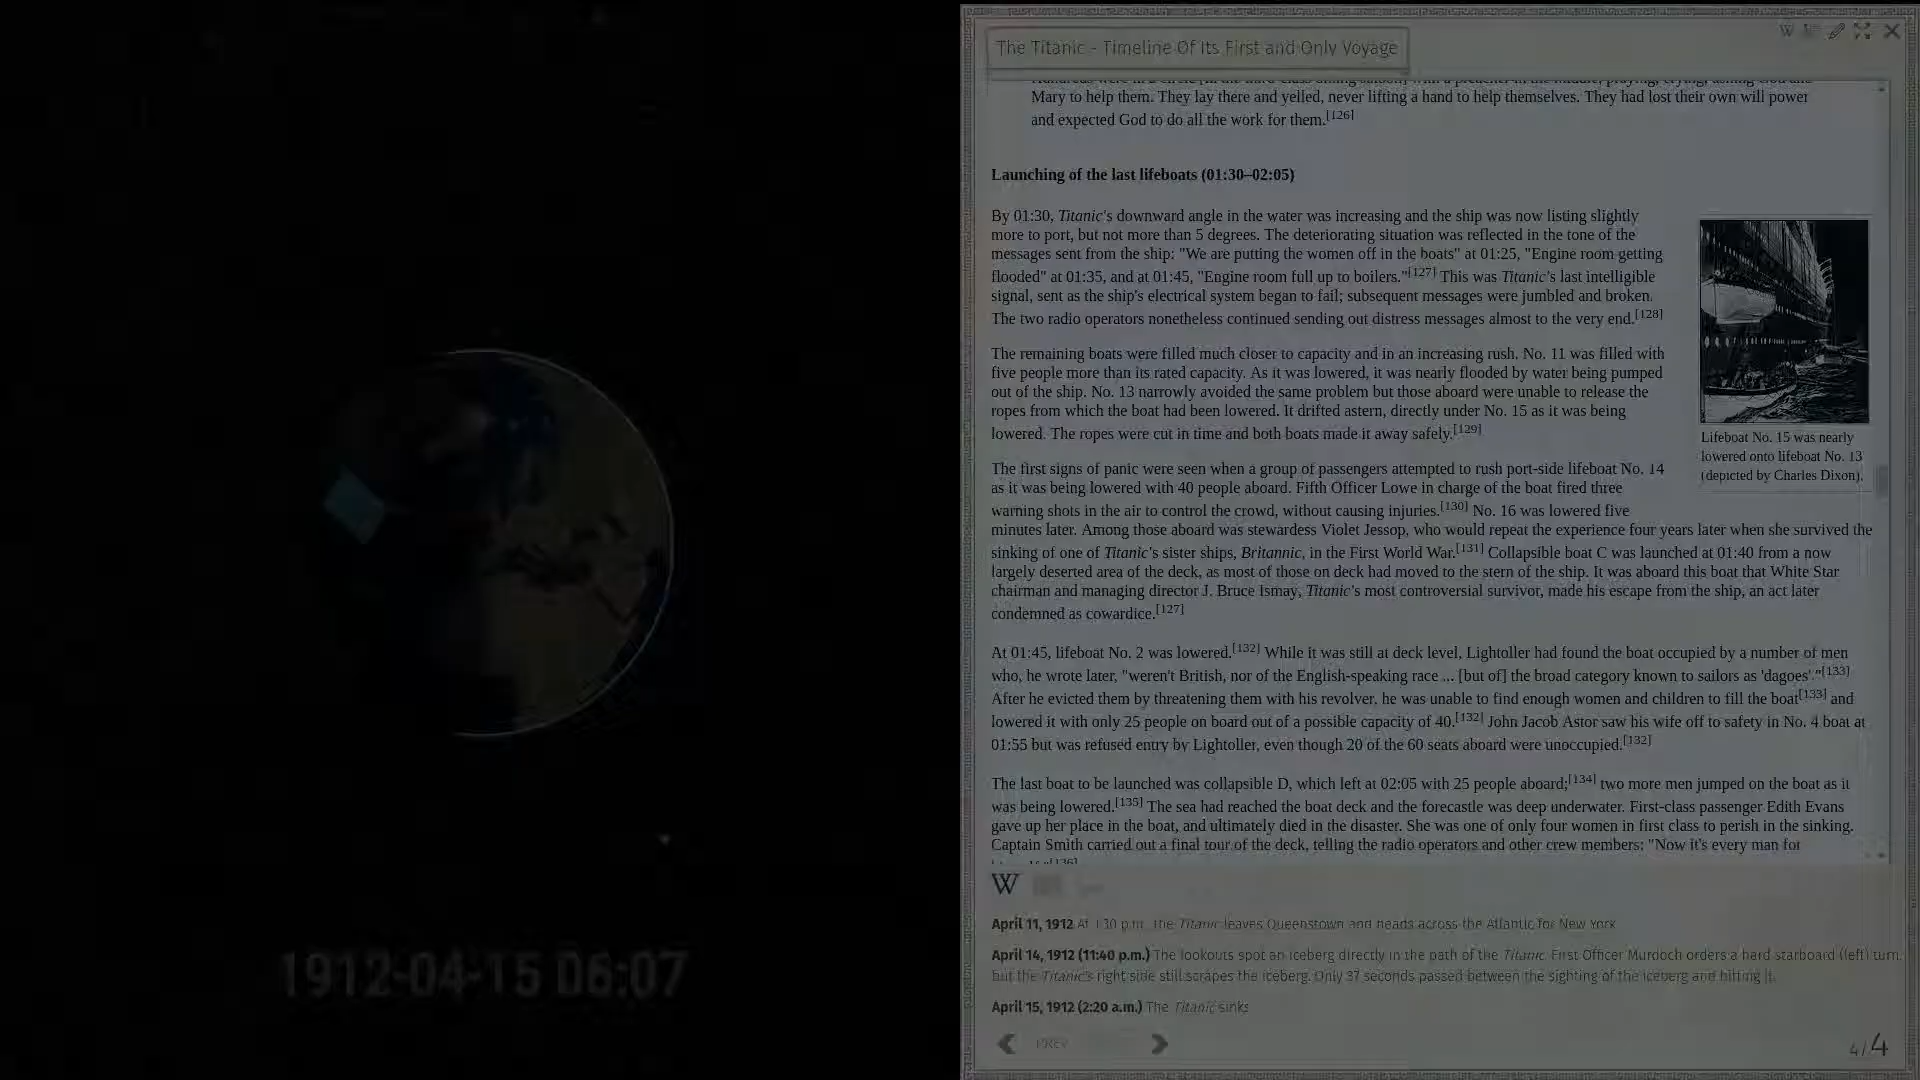 The Titanic - Timeline Of Its First and Only Voyage
Mary to help them. They lay there and yelled, never lifting a hand to help themselves. They had lost their own will power
and expected God to do all the work for them.[126]
Launching of the last lifeboats (01:30–02:05)
By 01:30, Titanic's downward angle in the water was increasing and the ship was now listing slightly
more to port, but not more than 5 degrees. The deteriorating situation was reflected in the tone of the
messages sent from the ship: "We are putting the women off in the boats" at 01:25, "Engine room getting
flooded" at 01:35, and at 01:45, "Engine room full up to boilers."[127] This was Titanic's last intelligible
signal, sent as the ship's electrical system began to fail; subsequent messages were jumbled and broken.
The two radio operators nonetheless continued sending out distress messages almost to the very end.[128]
The remaining boats were filled much closer to capacity and in an increasing rush. No. 11 was filled with
five people more than its rated capacity. As it was lowered, it was nearly flooded by water being pumped
out of the ship. No. 13 narrowly avoided the same problem but those aboard were unable to release the
ropes from which the boat had been lowered. It drifted astern, directly under No. 15 as it was being
lowered. The ropes were cut in time and both boats made it away safely.[129]
Lifeboat No. 15 was nearly
lowered onto lifeboat No. 13
(depicted by Charles Dixon).
The first signs of panic were seen when a group of passengers attempted to rush port-side lifeboat No. 14
as it was being lowered with 40 people aboard. Fifth Officer Lowe in charge of the boat fired three
warning shots in the air to control the crowd, without causing injuries.[130] No. 16 was lowered five
minutes later. Among those aboard was stewardess Violet Jessop, who would repeat the experience four years later when she survived the
sinking of one of Titanic's sister ships, Britannic, in the First World War.[131] Collapsible boat C was launched at 01:40 from a now
largely deserted area of the deck, as most of those on deck had moved to the stern of the ship. It was aboard this boat that White Star
chairman and managing director J. Bruce Ismay, Titanic's most controversial survivor, made his escape from the ship, an act later
condemned as cowardice.[127]
At 01:45, lifeboat No. 2 was lowered.[132] While it was still at deck level, Lightoller had found the boat occupied by a number of men
who, he wrote later, "weren't British, nor of the English-speaking race ... [but of] the broad category known to sailors as 'dagoes'."[133]
After he evicted them by threatening them with his revolver, he was unable to find enough women and children to fill the boat[133] and
lowered it with only 25 people on board out of a possible capacity of 40.[132] John Jacob Astor saw his wife off to safety in No. 4 boat at
01:55 but was refused entry by Lightoller, even though 20 of the 60 seats aboard were unoccupied.[132]
The last boat to be launched was collapsible D, which left at 02:05 with 25 people aboard;[134] two more men jumped on the boat as it
was being lowered.[135] The sea had reached the boat deck and the forecastle was deep underwater. First-class passenger Edith Evans
gave up her place in the boat, and ultimately died in the disaster. She was one of only four women in first class to perish in the sinking.
Captain Smith carried out a final tour of the deck, telling the radio operators and other crew members: "Now it's every man for
W
April 11, 1912 At 1:30 p.m., the Titanic leaves Queenstown and heads across the Atlantic for New York
April 14, 1912 (11:40 p.m.) The lookouts spot an iceberg directly in the path of the Titanic. First Officer Murdoch orders a hard starboard (left) turn,
but the Titanic's right side still scrapes the iceberg. Only 37 seconds passed between the sighting of the iceberg and hitting it.
April 15, 1912 (2:20 a.m.) The Titanic sinks
PREV
4/4
1912-04-15 06:07